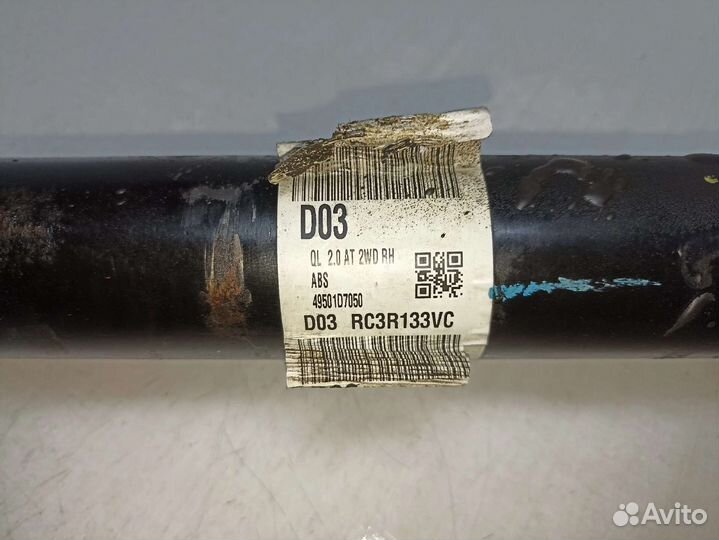 D03
QL 2.0 AT 2WD RH
ABS
49501D7050
D03 RC3R133VC
Avito